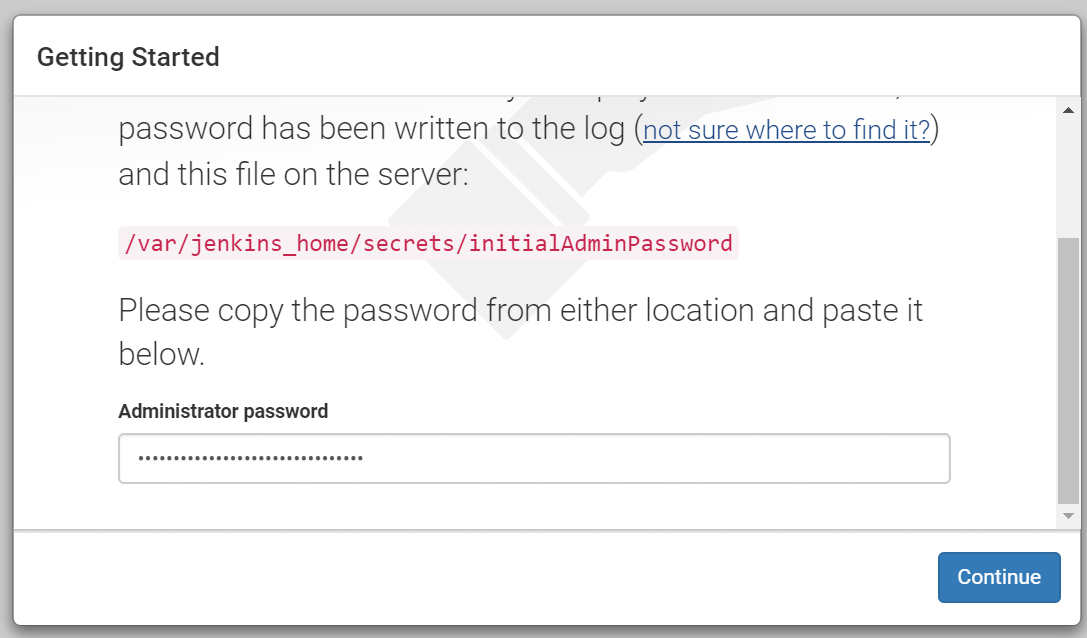 Getting Started
password has been written to the log (not sure where to find it?)
and this file on the server:
/var/jenkins_home/secrets/initialAdminPassword
Please copy the password from either location and paste it
below.
Administrator password
••••••••••••••••••••••••••••••••
Continue